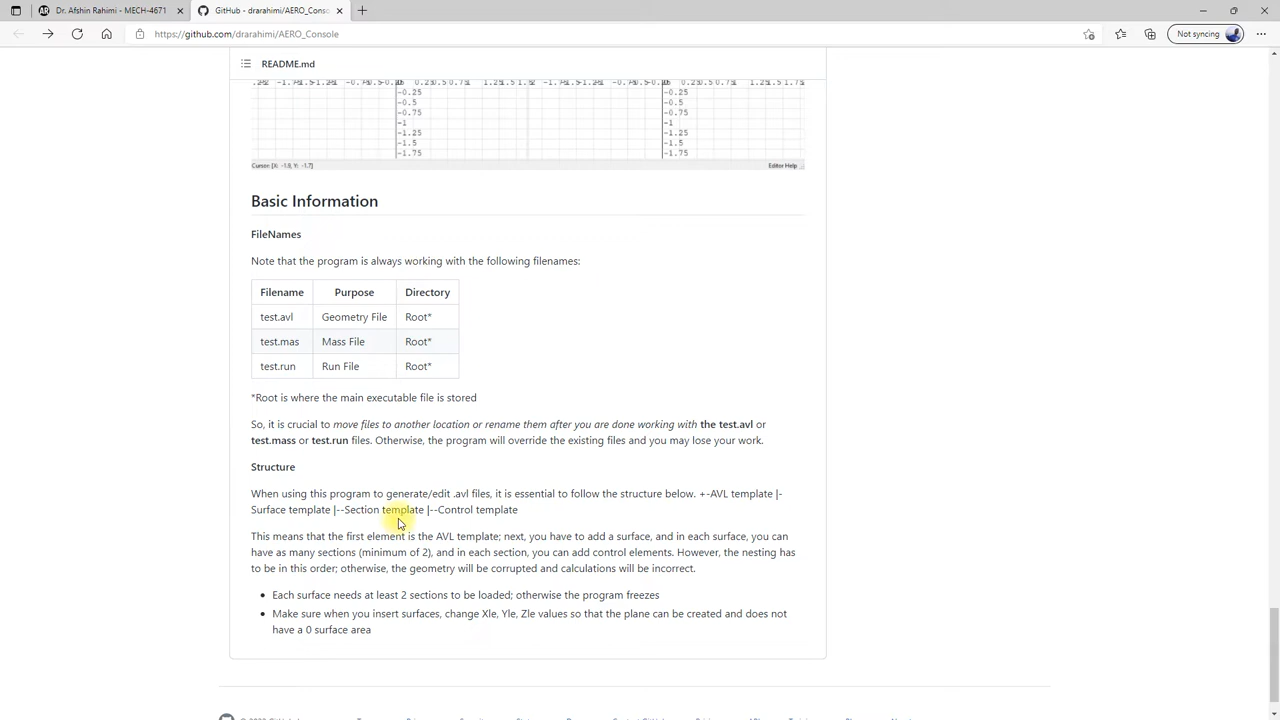 Dr. Afshin Rahimi - MECH-4671
GitHub - drarahimi/AERO_Conso
Not syncing
https://github.com/drarahimi/AERO_Console
README.md
-0.25 -0.25
-0.5 -0.5
-0.75 -0.75
-1 -1
-1.25 -1.25
-1.5 -1.5
-1.75 -1.75
Cursor: [X: -1.9, Y: -1.7] Editor Help
Basic Information
FileNames
Note that the program is always working with the following filenames:
Filename Purpose Directory
test.avl Geometry File Root*
test.mas Mass File Root*
test.run Run File Root*
*Root is where the main executable file is stored
So, it is crucial to move files to another location or rename them after you are done working with the test.avl or
test.mass or test.run files. Otherwise, the program will override the existing files and you may lose your work.
Structure
When using this program to generate/edit .avl files, it is essential to follow the structure below. +-AVL template |-
Surface template |--Section template |--Control template
This means that the first element is the AVL template; next, you have to add a surface, and in each surface, you can
have as many sections (minimum of 2), and in each section, you can add control elements. However, the nesting has
to be in this order; otherwise, the geometry will be corrupted and calculations will be incorrect.
Each surface needs at least 2 sections to be loaded; otherwise the program freezes
Make sure when you insert surfaces, change Xle, Yle, Zle values so that the plane can be created and does not
have a 0 surface area